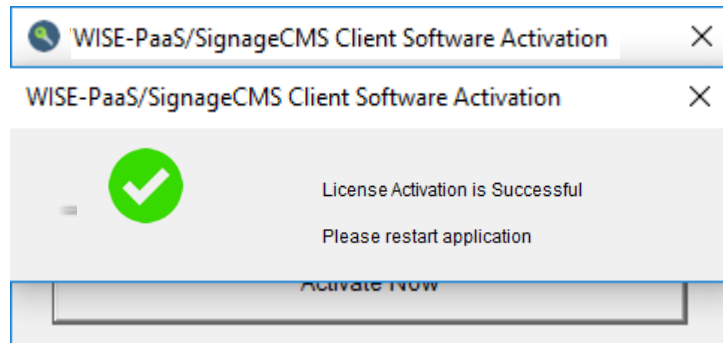 WISE-PaaS/SignageCMS Client Software Activation
WISE-PaaS/SignageCMS Client Software Activation
License Activation is Successful
Please restart application
Activate Now